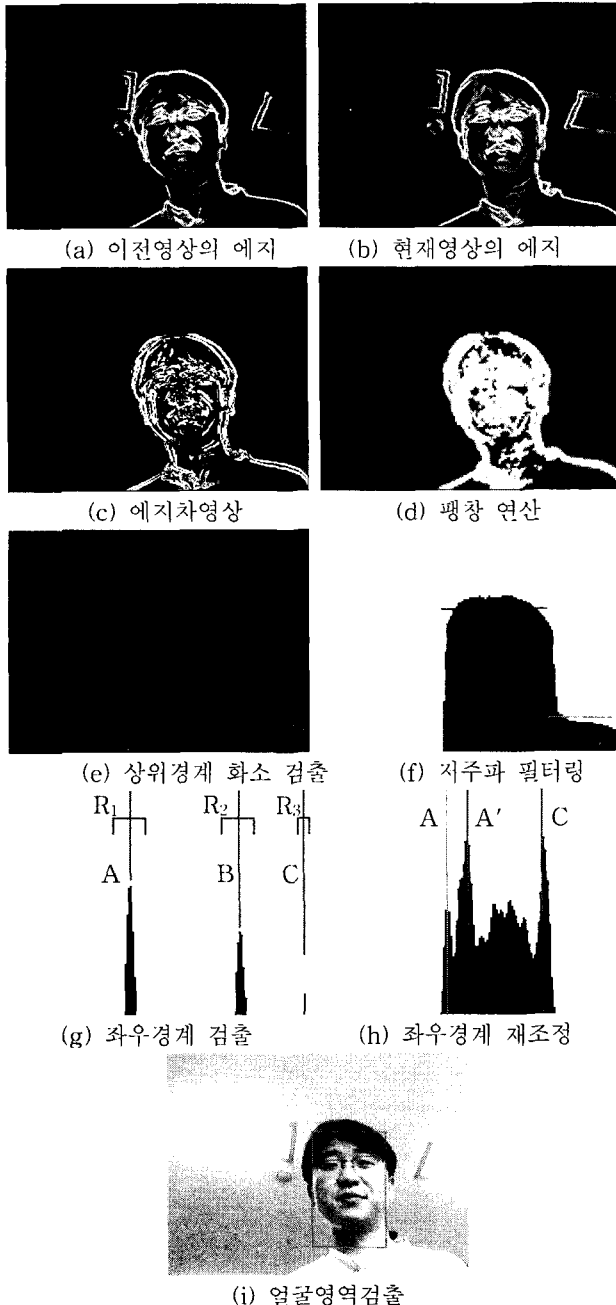 (a) 이전영상의 에지 (b) 현재영상의 에지
(c) 에지차영상 (d) 팽창 연산
(e) 상위경계 화소 검출 (f) 저주파 필터링
R₁ R₂ R₃ A A′ C
A B C
(g) 좌우경계 검출 (h) 좌우경계 재조정
(i) 얼굴영역검출